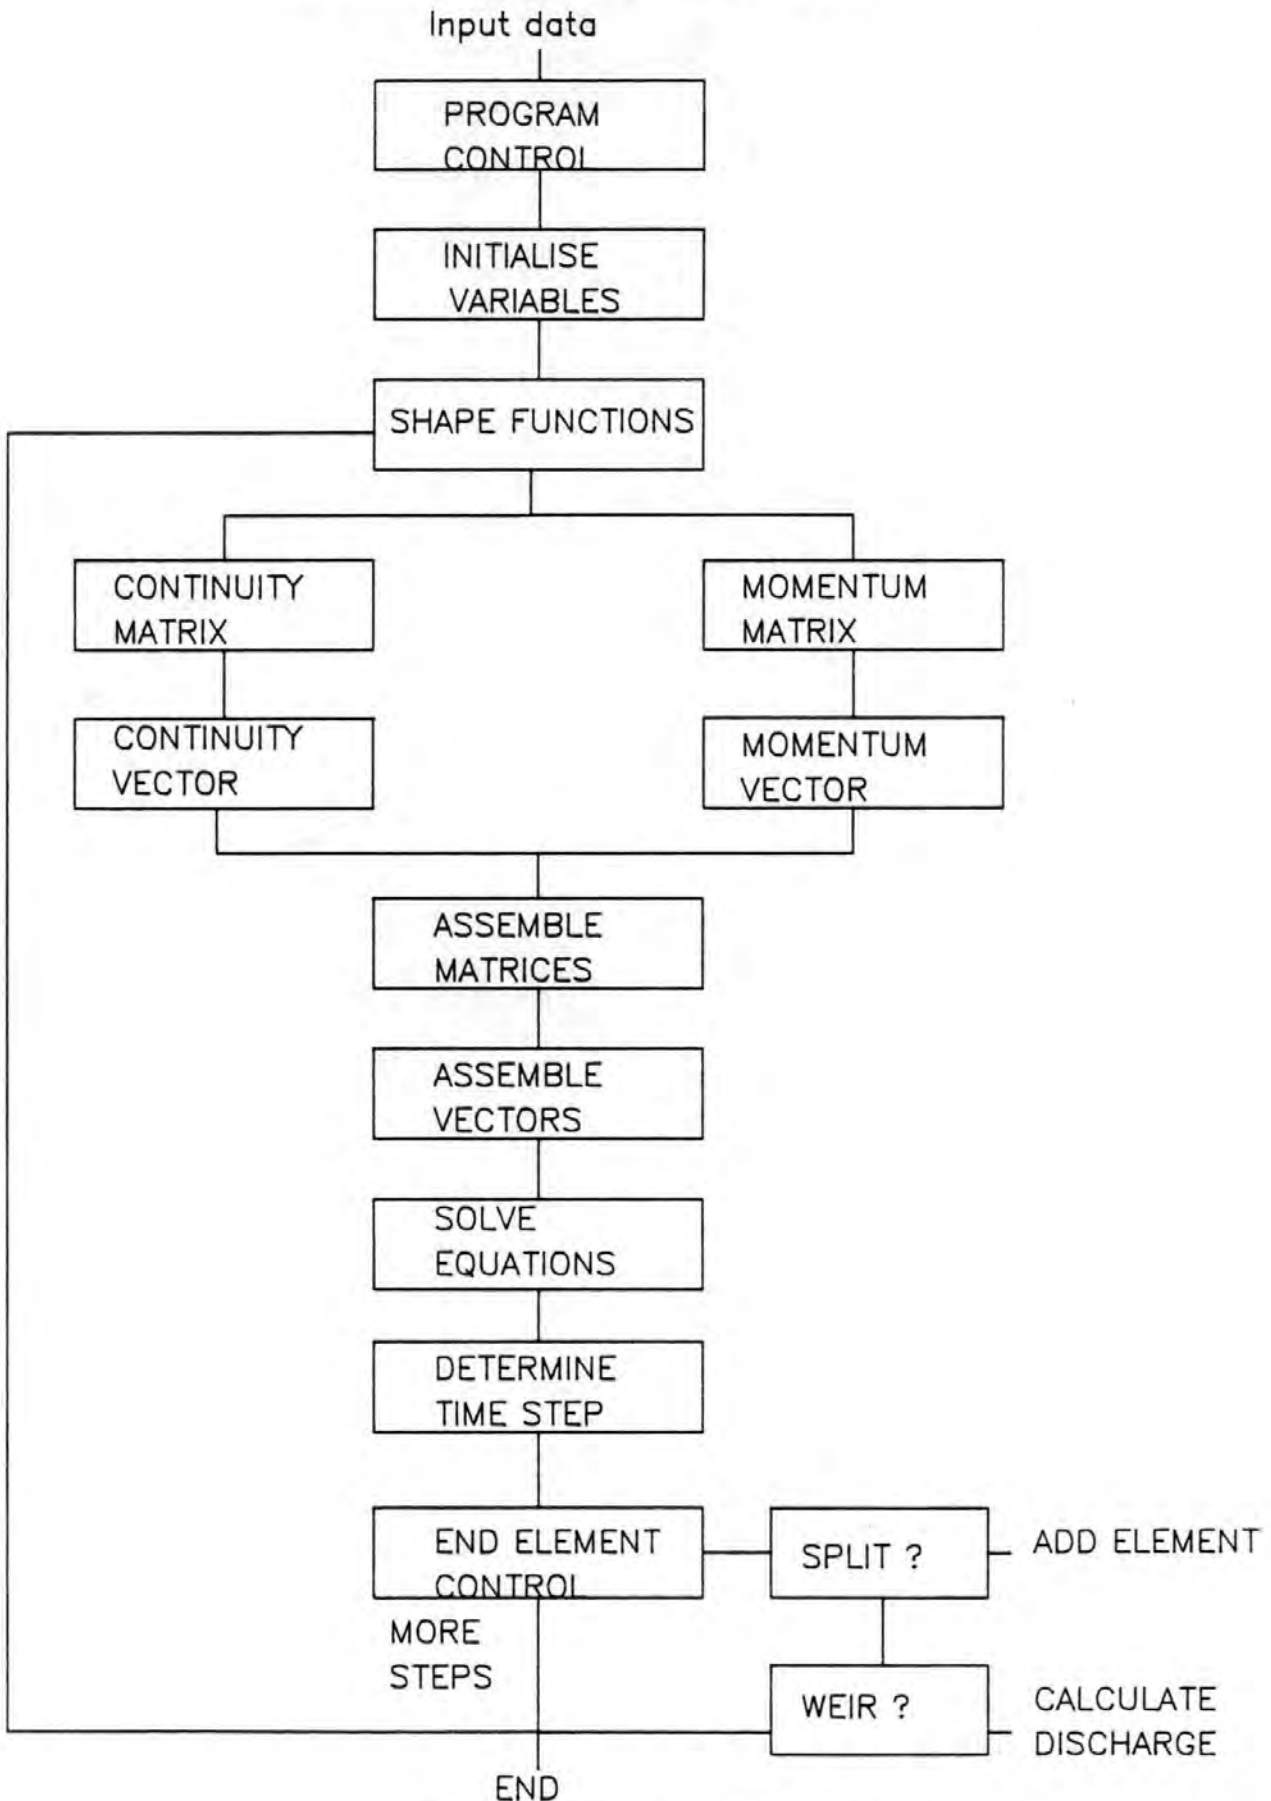 Input data
PROGRAM
CONTROL
INITIALISE
VARIABLES
SHAPE FUNCTIONS
CONTINUITY
MATRIX
MOMENTUM
MATRIX
CONTINUITY
VECTOR
MOMENTUM
VECTOR
ASSEMBLE
MATRICES
ASSEMBLE
VECTORS
SOLVE
EQUATIONS
DETERMINE
TIME STEP
END ELEMENT
CONTROL
SPLIT ?
ADD ELEMENT
MORE
STEPS
WEIR ?
CALCULATE
DISCHARGE
END